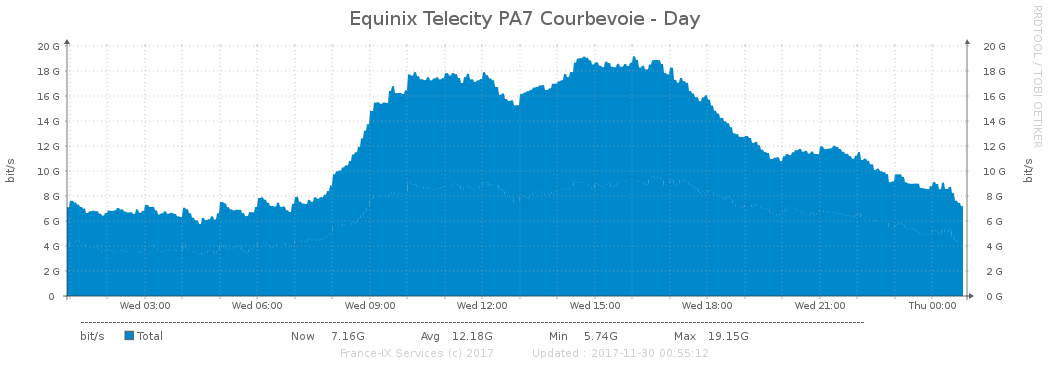 Equinix Telecity PA7 Courbevoie - Day
RRDTOOL / TOBI OETIKER
20 G 20 G
18 G 18 G
16 G 16 G
14 G 14 G
12 G 12 G
10 G 10 G
8 G 8 G
6 G 6 G
4 G 4 G
2 G 2 G
0 0 G
bit/s bit/s
Wed 03:00 Wed 06:00 Wed 09:00 Wed 12:00 Wed 15:00 Wed 18:00 Wed 21:00 Thu 00:00
bit/s Total Now 7.16G Avg 12.18G Min 5.74G Max 19.15G
France-IX Services (c) 2017 Updated : 2017-11-30 00:55:12